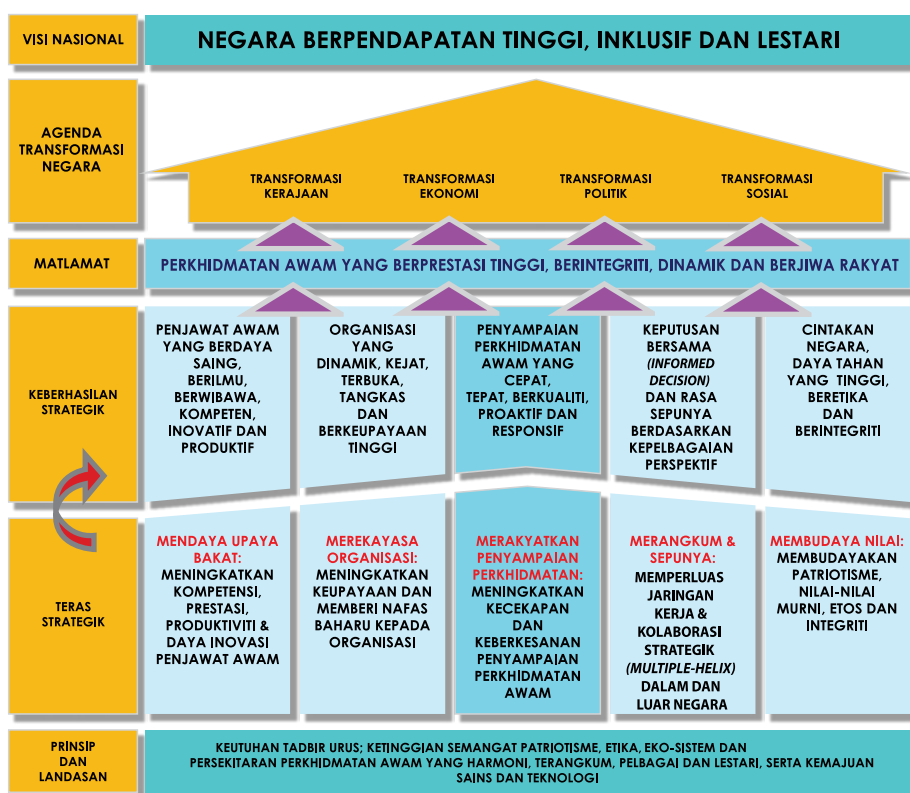 VISI NASIONAL
NEGARA BERPENDAPATAN TINGGI, INKLUSIF DAN LESTARI
AGENDA
TRANSFORMASI
NEGARA
TRANSFORMASI
KERAJAAN
TRANSFORMASI
EKONOMI
TRANSFORMASI
POLITIK
TRANSFORMASI
SOSIAL
MATLAMAT
PERKHIDMATAN AWAM YANG BERPRESTASI TINGGI, BERINTEGRITI, DINAMIK DAN BERJIWA RAKYAT
KEBERHASILAN
STRATEGIK
PENJAWAT AWAM
YANG BERDAYA
SAING,
BERILMU,
BERWIBAWA,
KOMPETEN,
INOVATIF DAN
PRODUKTIF
ORGANISASI
YANG
DINAMIK, KEJAT,
TERBUKA,
TANGKAS
DAN
BERKEUPAYAAN
TINGGI
PENYAMPAIAN
PERKHIDMATAN
AWAM YANG
CEPAT,
TEPAT, BERKUALITI,
PROAKTIF DAN
RESPONSIF
KEPUTUSAN
BERSAMA
(INFORMED
DECISION)
DAN RASA
SEPUNYA
BERDASARKAN
KEPELBAGAIAN
PERSPEKTIF
CINTAKAN
NEGARA,
DAYA TAHAN
YANG TINGGI,
BERETIKA
DAN
BERINTEGRITI
TERAS
STRATEGIK
MENDAYA UPAYA
BAKAT:
MENINGKATKAN
KOMPETENSI,
PRESTASI,
PRODUKTIVITI &
DAYA INOVASI
PENJAWAT AWAM
MEREKAYASA
ORGANISASI:
MENINGKATKAN
KEUPAYAAN DAN
MEMBERI NAFAS
BAHARU KEPADA
ORGANISASI
MERAKYATKAN
PENYAMPAIAN
PERKHIDMATAN:
MENINGKATKAN
KECEKAPAN
DAN
KEBERKESANAN
PENYAMPAIAN
PERKHIDMATAN
AWAM
MERANGKUM &
SEPUNYA:
MEMPERLUAS
JARINGAN
KERJA &
KOLABORASI
STRATEGIK
(MULTIPLE-HELIX)
DALAM DAN
LUAR NEGARA
MEMBUDAYA NILAI:
MEMBUDAYAKAN
PATRIOTISME,
NILAI-NILAI
MURNI, ETOS DAN
INTEGRITI
PRINSIP
DAN
LANDASAN
KEUTUHAN TADBIR URUS; KETINGGIAN SEMANGAT PATRIOTISME, ETIKA, EKO-SISTEM DAN
PERSEKITARAN PERKHIDMATAN AWAM YANG HARMONI, TERANGKUM, PELBAGAI DAN LESTARI, SERTA KEMAJUAN
SAINS DAN TEKNOLOGI